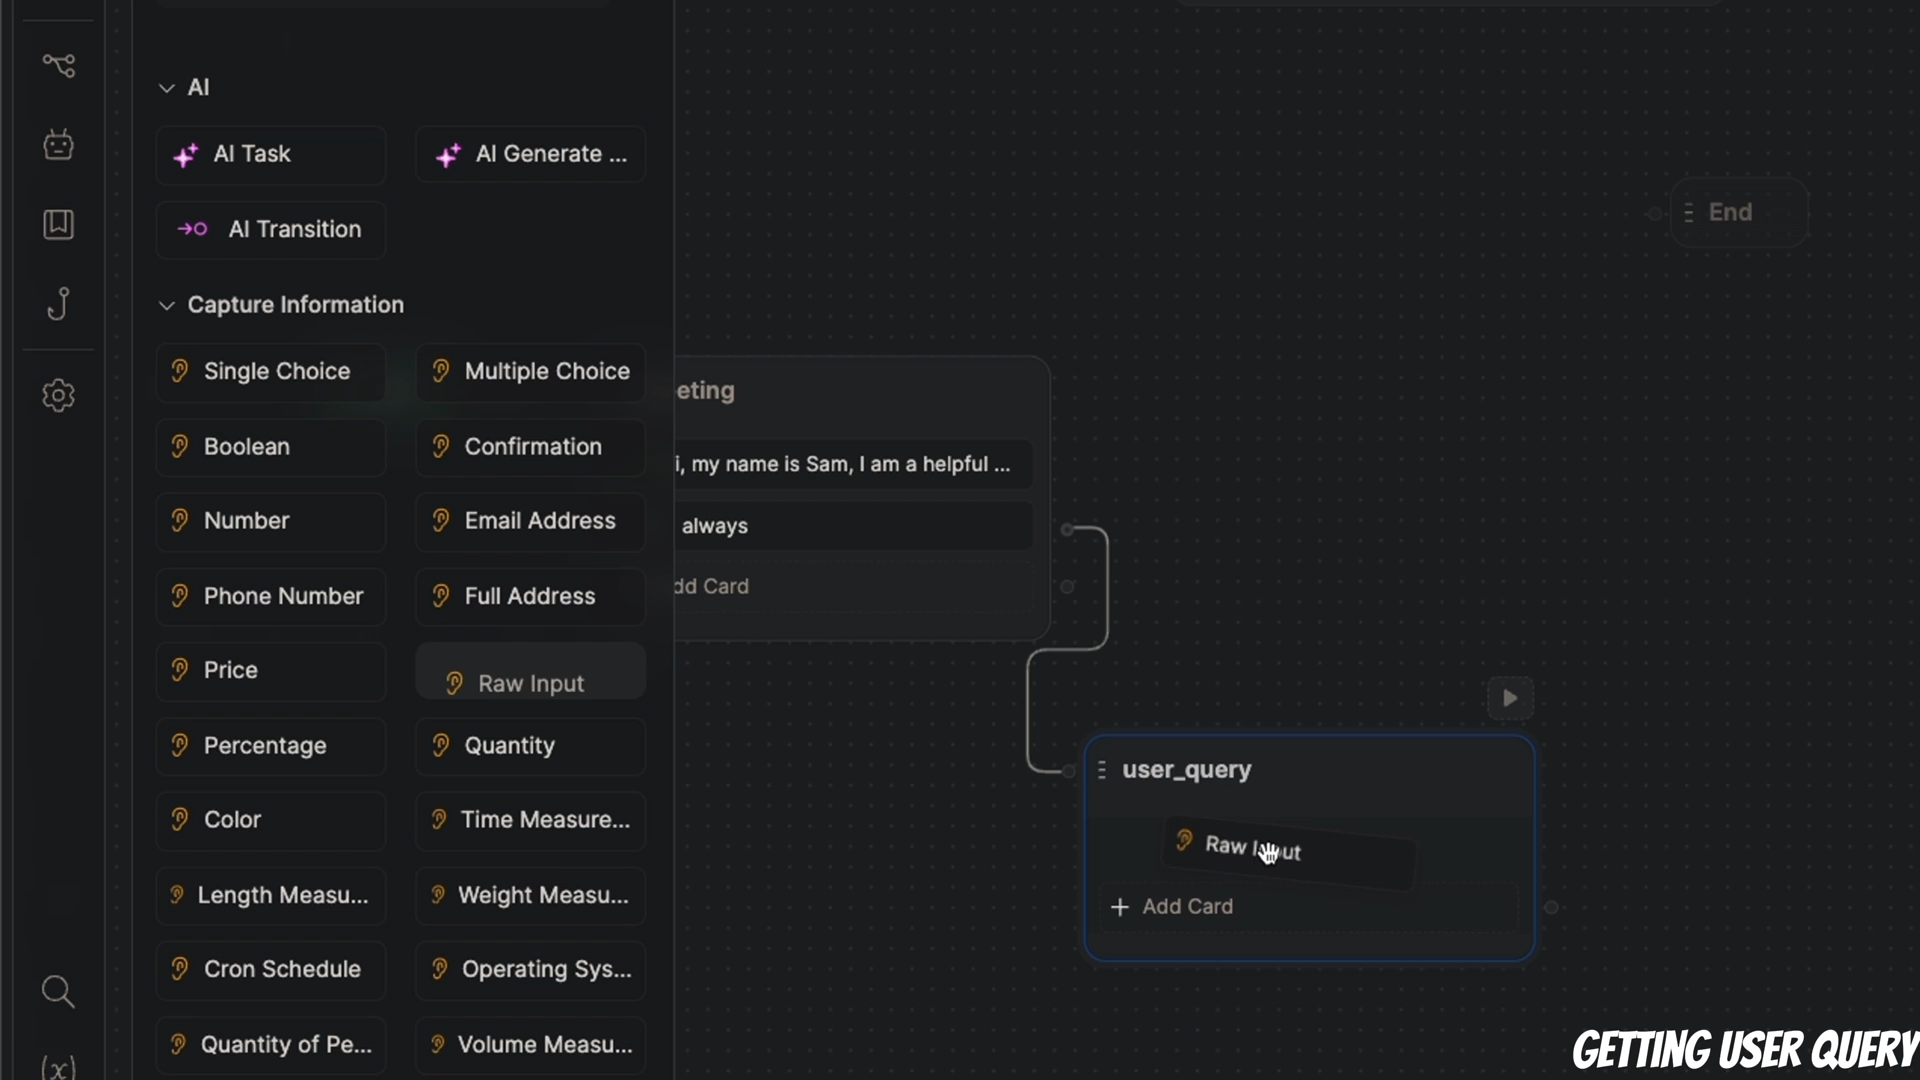 AI
AI Task
AI Generate ...
AI Transition
Capture Information
Single Choice
Multiple Choice
Boolean
Confirmation
Number
Email Address
Phone Number
Full Address
Price
Raw Input
Percentage
Quantity
Color
Time Measure...
Length Measu...
Weight Measu...
Cron Schedule
Operating Sys...
Quantity of Pe...
Volume Measu...
(x)
eting
i, my name is Sam, I am a helpful ...
always
dd Card
End
user_query
Raw Input
+ Add Card
GETTING USER QUERY